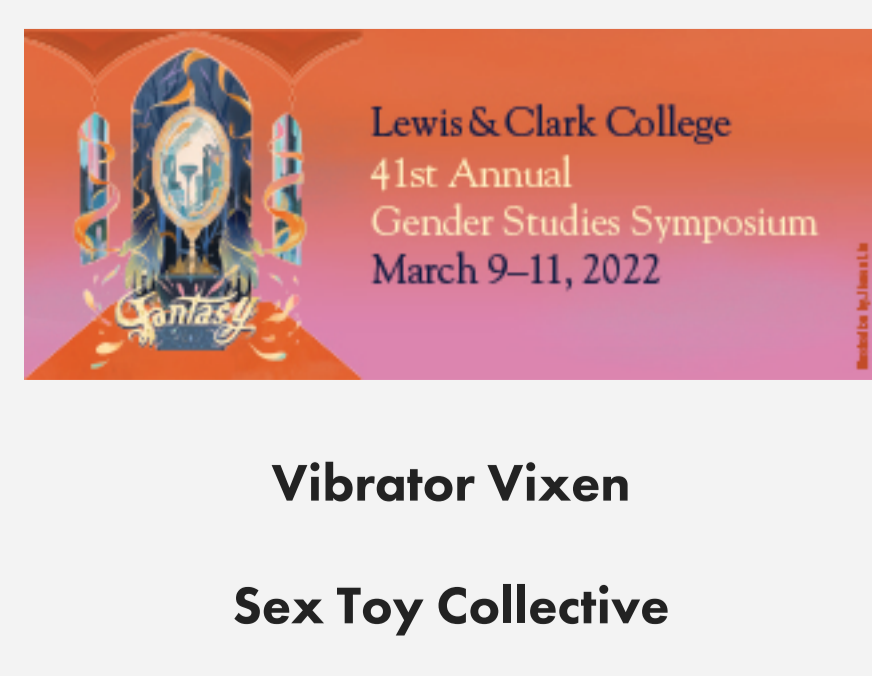 Lewis & Clark College
41st Annual
Gender Studies Symposium
March 9–11, 2022
Fantasy
Vibrator Vixen
Sex Toy Collective